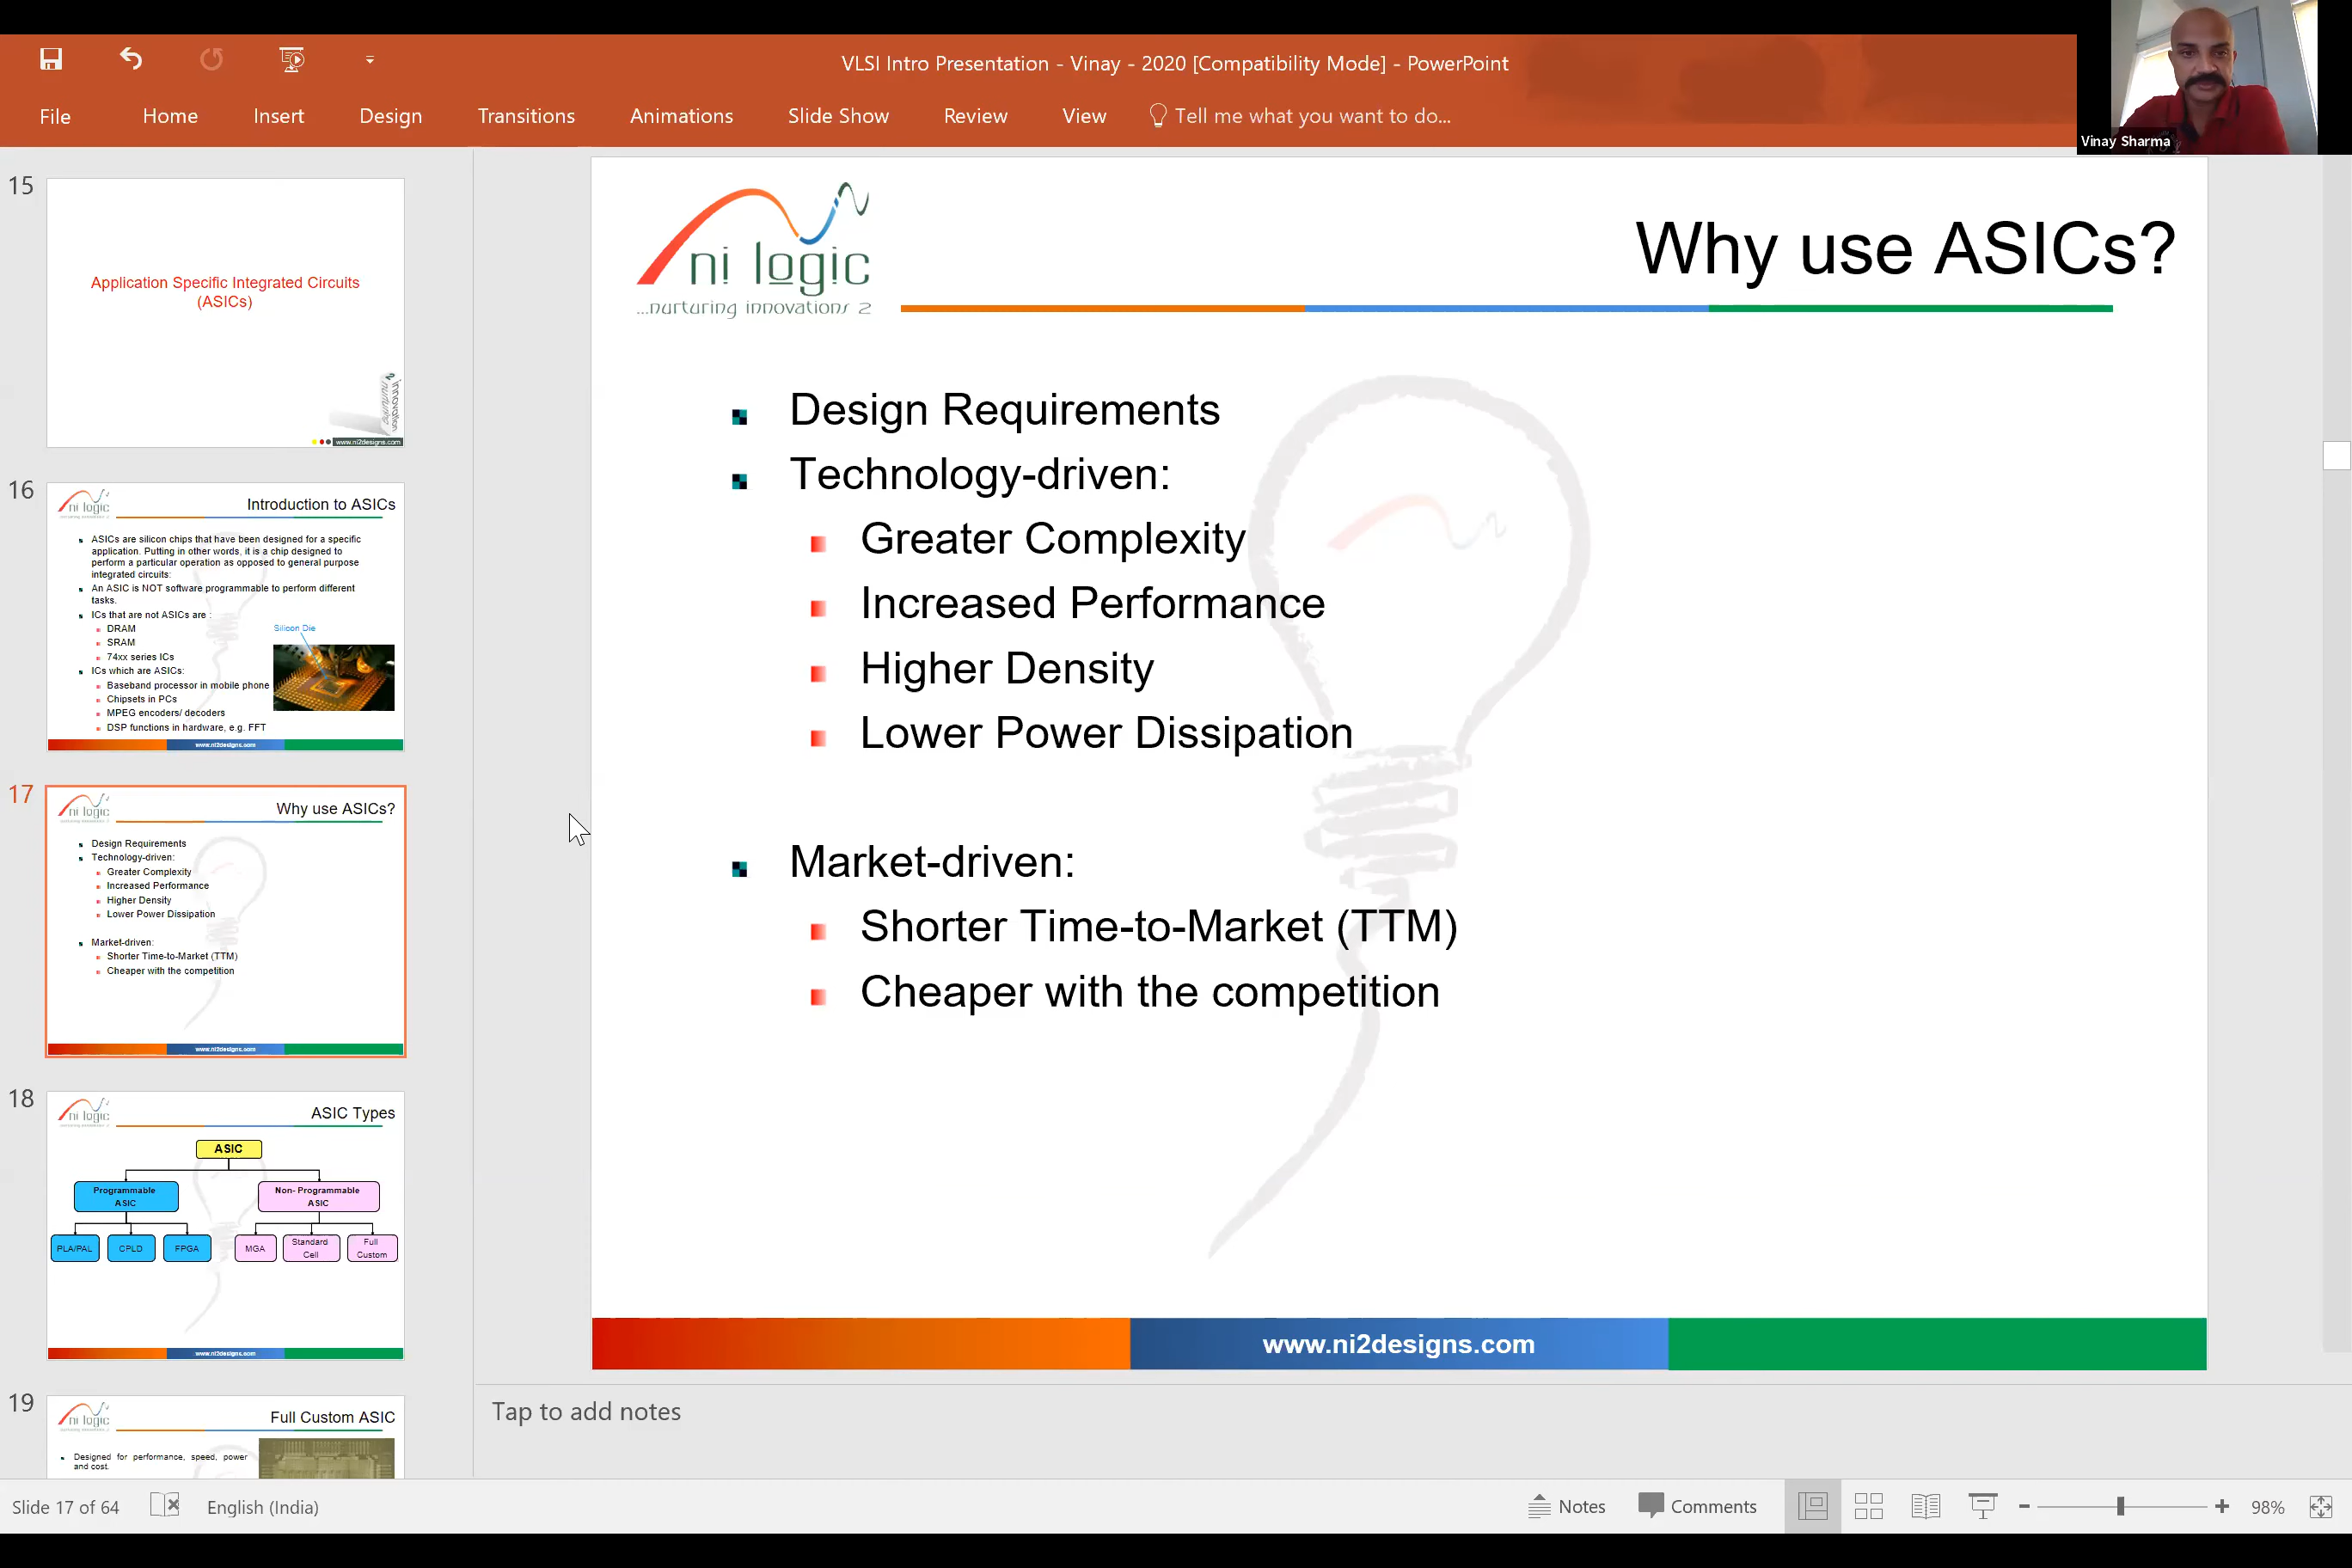 VLSI Intro Presentation - Vinay - 2020 [Compatibility Mode] - PowerPoint
File Home Insert Design Transitions Animations Slide Show Review View Tell me what you want to do...
Vinay Sharma
15
Application Specific Integrated Circuits
(ASICs)
www.ni2designs.com
16
ni logic
Introduction to ASICs
ASICs are silicon chips that have been designed for a specific
application. Putting in other words, it is a chip designed to
perform a particular operation as opposed to general purpose
integrated circuits:
An ASIC is NOT software programmable to perform different
tasks.
ICs that are not ASICs are :
DRAM
SRAM
74xx series ICs
Silicon Die
ICs which are ASICs:
Baseband processor in mobile phone
Chipsets in PCs
MPEG encoders/ decoders
DSP functions in hardware, e.g. FFT
www.ni2designs.com
17
ni logic
Why use ASICs?
Design Requirements
Technology-driven:
Greater Complexity
Increased Performance
Higher Density
Lower Power Dissipation
Market-driven:
Shorter Time-to-Market (TTM)
Cheaper with the competition
www.ni2designs.com
18
ni logic
ASIC Types
ASIC
Programmable
ASIC
Non- Programmable
ASIC
PLA/PAL CPLD FPGA MGA Standard
Cell Full
Custom
www.ni2designs.com
19
ni logic
Full Custom ASIC
Designed for performance, speed, power
and cost.
ni logic
...nurturing innovations 2
Why use ASICs?
Design Requirements
Technology-driven:
Greater Complexity
Increased Performance
Higher Density
Lower Power Dissipation
Market-driven:
Shorter Time-to-Market (TTM)
Cheaper with the competition
www.ni2designs.com
Tap to add notes
Slide 17 of 64 English (India) Notes Comments 98%